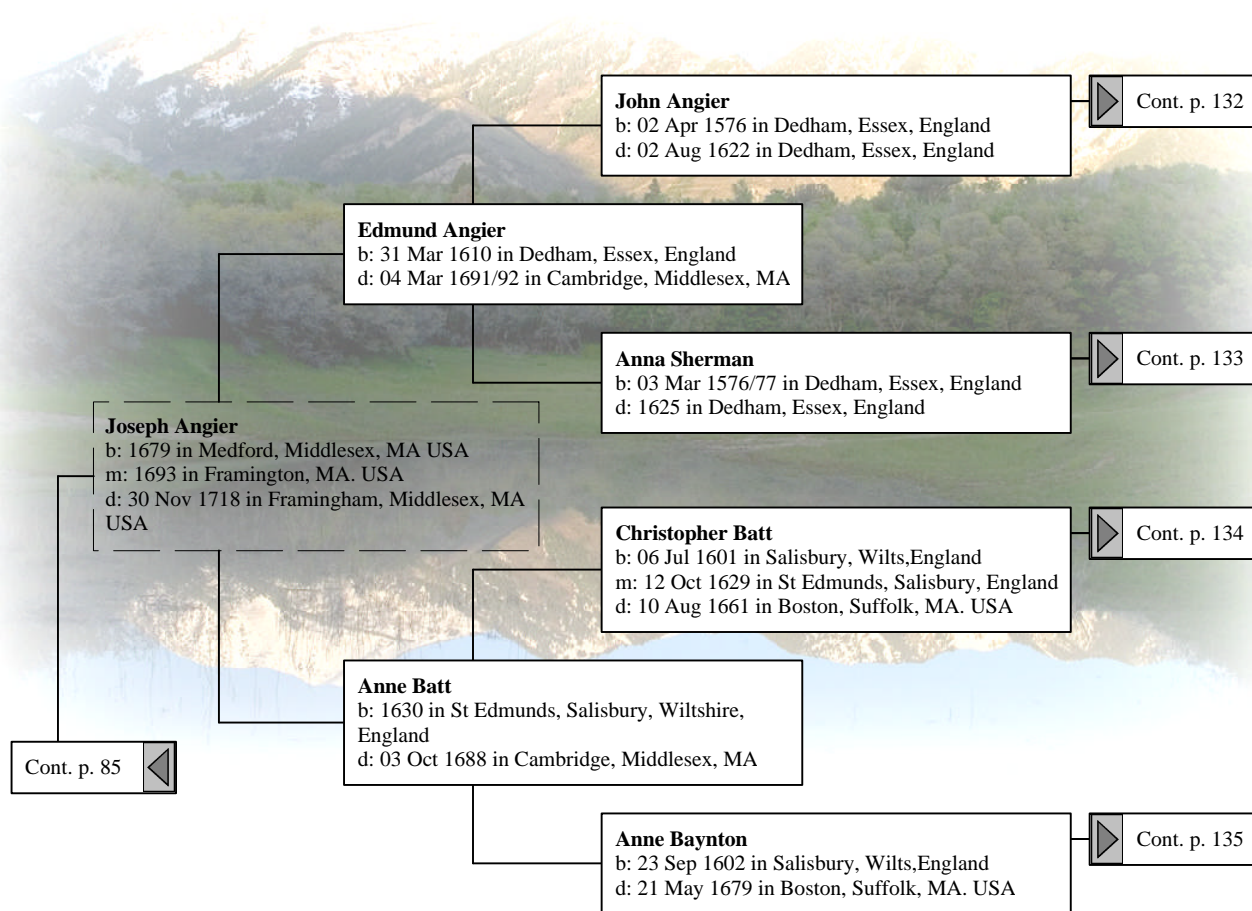 John Angier
b: 02 Apr 1576 in Dedham, Essex, England
d: 02 Aug 1622 in Dedham, Essex, England
Cont. p. 132
Edmund Angier
b: 31 Mar 1610 in Dedham, Essex, England
d: 04 Mar 1691/92 in Cambridge, Middlesex, MA
Anna Sherman
b: 03 Mar 1576/77 in Dedham, Essex, England
d: 1625 in Dedham, Essex, England
Cont. p. 133
Joseph Angier
b: 1679 in Medford, Middlesex, MA USA
m: 1693 in Framington, MA. USA
d: 30 Nov 1718 in Framingham, Middlesex, MA
USA
Christopher Batt
b: 06 Jul 1601 in Salisbury, Wilts,England
m: 12 Oct 1629 in St Edmunds, Salisbury, England
d: 10 Aug 1661 in Boston, Suffolk, MA. USA
Cont. p. 134
Anne Batt
b: 1630 in St Edmunds, Salisbury, Wiltshire,
England
d: 03 Oct 1688 in Cambridge, Middlesex, MA
Cont. p. 85
Anne Baynton
b: 23 Sep 1602 in Salisbury, Wilts,England
d: 21 May 1679 in Boston, Suffolk, MA. USA
Cont. p. 135